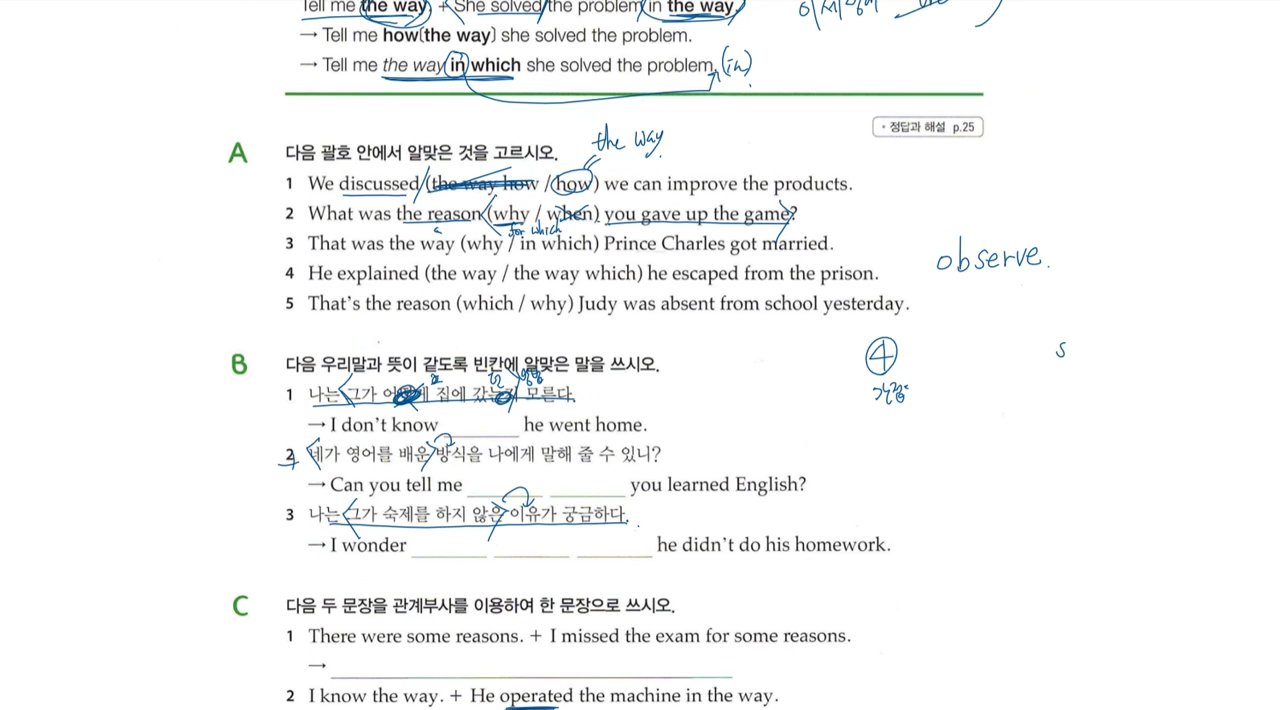 Tell me the way + She solved the problem in the way.
→ Tell me how(the way) she solved the problem.
→ Tell me the way in which she solved the problem. (in)
• 정답과 해설 p.25
the way
A 다음 괄호 안에서 알맞은 것을 고르시오.
1 We discussed (the way how / how) we can improve the products.
2 What was the reason (why / when) you gave up the game?
for which
3 That was the way (why / in which) Prince Charles got married.
observe.
4 He explained (the way / the way which) he escaped from the prison.
5 That's the reason (which / why) Judy was absent from school yesterday.
④ S
B 다음 우리말과 뜻이 같도록 빈칸에 알맞은 말을 쓰시오.
1 나는 그가 집에 모른다.
→ I don't know he went home.
2 네가 영어를 배운 방식을 나에게 말해 줄 수 있니?
→ Can you tell me you learned English?
3 나는 그가 숙제를 하지 않은 이유가 궁금하다.
→ I wonder he didn't do his homework.
C 다음 두 문장을 관계부사를 이용하여 한 문장으로 쓰시오.
1 There were some reasons. + I missed the exam for some reasons.
→
2 I know the way. + He operated the machine in the way.